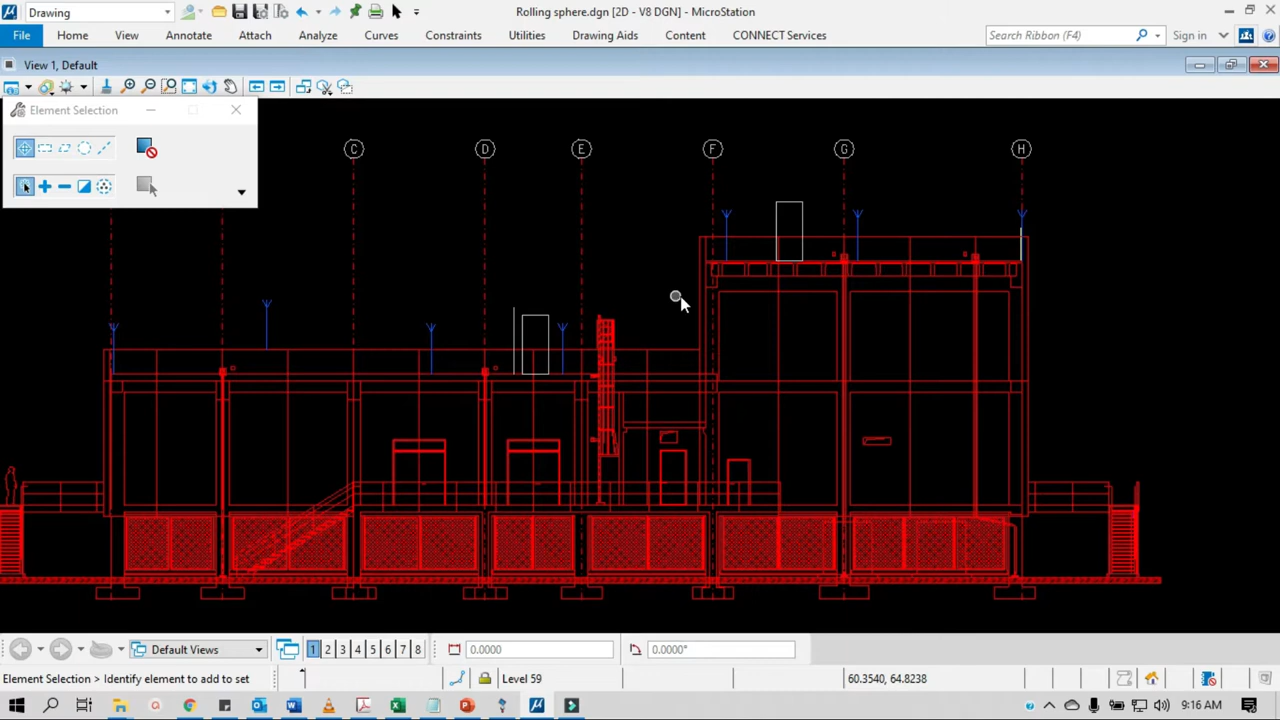 Drawing
Rolling sphere.dgn [2D - V8 DGN] - MicroStation
File Home View Annotate Attach Analyze Curves Constraints Utilities Drawing Aids Content CONNECT Services Search Ribbon (F4) Sign in
View 1, Default
Element Selection
C D E F G H
Default Views 1 2 3 4 5 6 7 8 0.0000 0.0000°
Element Selection > Identify element to add to set Level 59 60.3540, 64.8238
9:16 AM